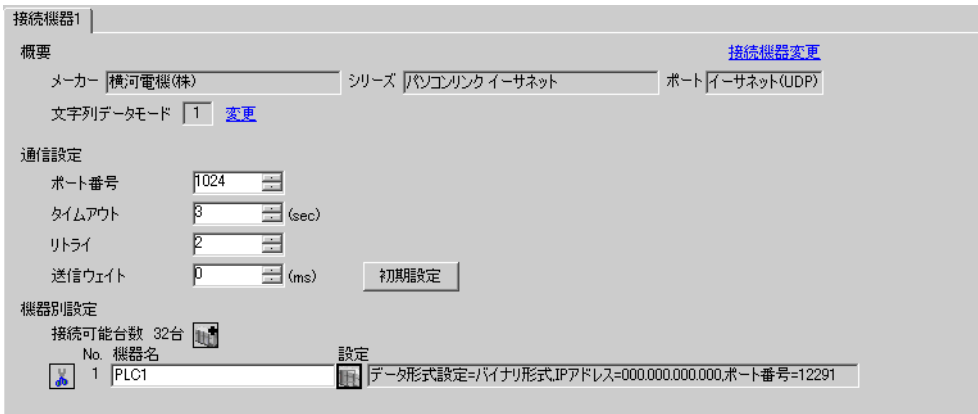 接続機器1
概要
接続機器変更
メーカー 横河電機(株) シリーズ パソコンリンク イーサネット ポート イーサネット(UDP)
文字列データモード 1 変更
通信設定
ポート番号 1024
タイムアウト 3 (sec)
リトライ 2
送信ウェイト 0 (ms) 初期設定
機器別設定
接続可能台数 32台
No. 機器名 設定
1 PLC1 データ形式設定=バイナリ形式,IPアドレス=000.000.000.000,ポート番号=12291